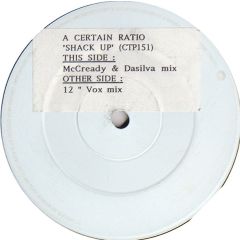 A CERTAIN RATIO
'SHACK UP' (CTP151)
THIS SIDE :
McCready & Dasilva mix
OTHER SIDE :
12 " Vox mix